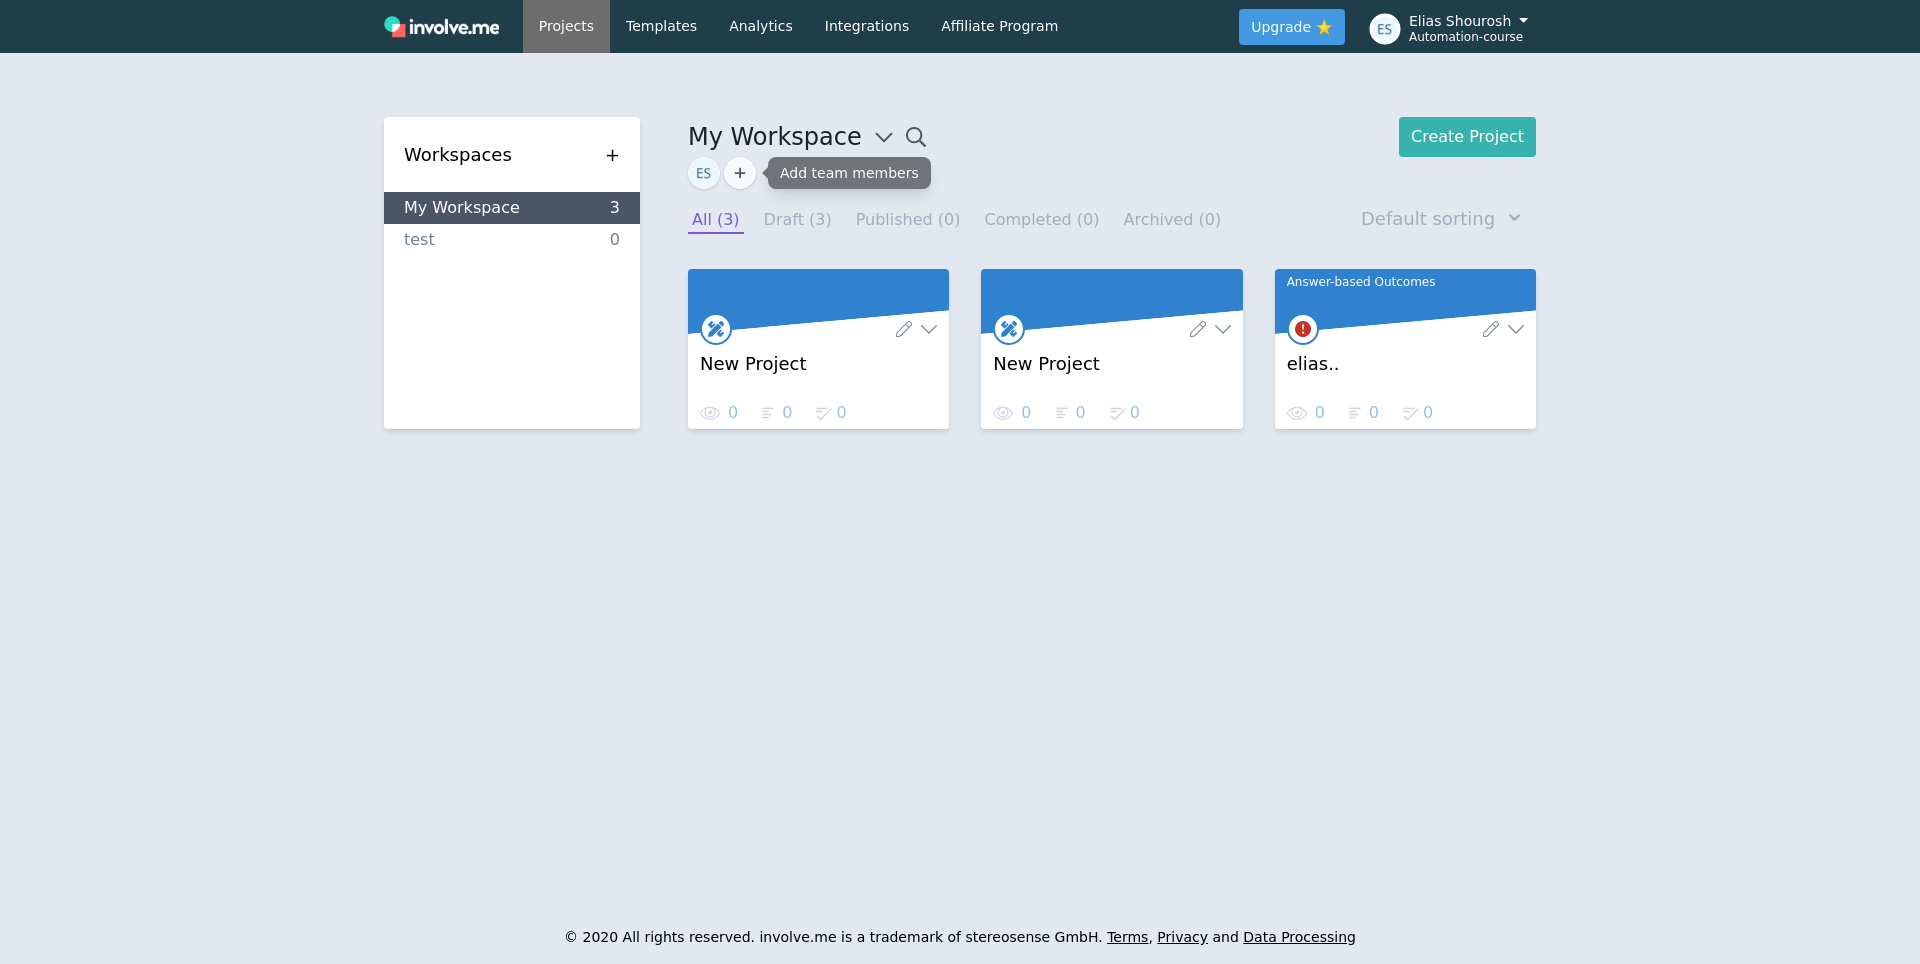 involve.me Projects Templates Analytics Integrations Affiliate Program Upgrade ES Elias Shourosh
Automation-course
Workspaces +
My Workspace 3
test 0
My Workspace
Create Project
ES + Add team members
All (3) Draft (3) Published (0) Completed (0) Archived (0) Default sorting
Answer-based Outcomes
New Project New Project elias..
0 0 0 0 0 0 0 0 0
© 2020 All rights reserved. involve.me is a trademark of stereosense GmbH. Terms, Privacy and Data Processing